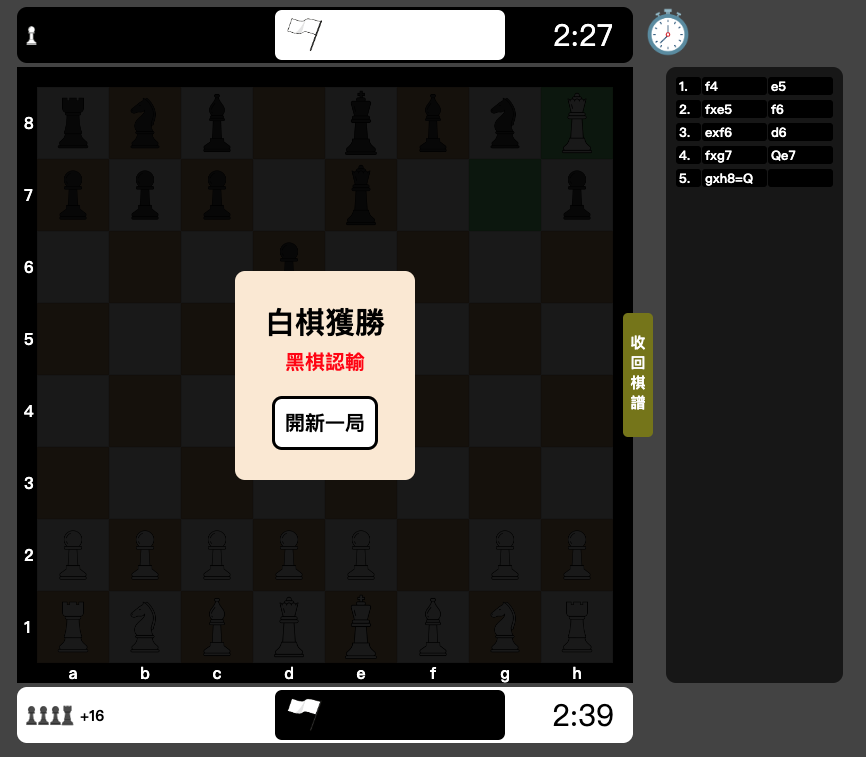 2:27
1. f4 e5
2. fxe5 f6
3. exf6 d6
4. fxg7 Qe7
5. gxh8=Q
8
7
6
5
4
3
2
1
白棋獲勝
黑棋認輸
開新一局
收回棋譜
a b c d e f g h
+16
2:39